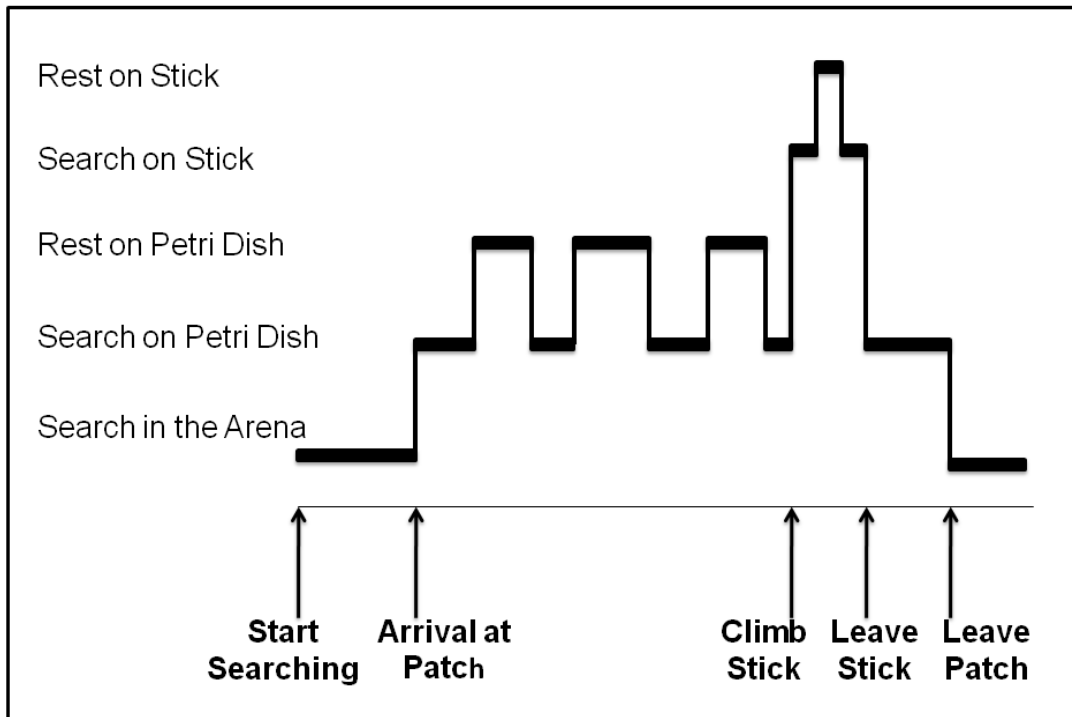 Rest on Stick
Search on Stick
Rest on Petri Dish
Search on Petri Dish
Search in the Arena
Start
Searching
Arrival at
Patch
Climb
Stick
Leave
Stick
Leave
Patch